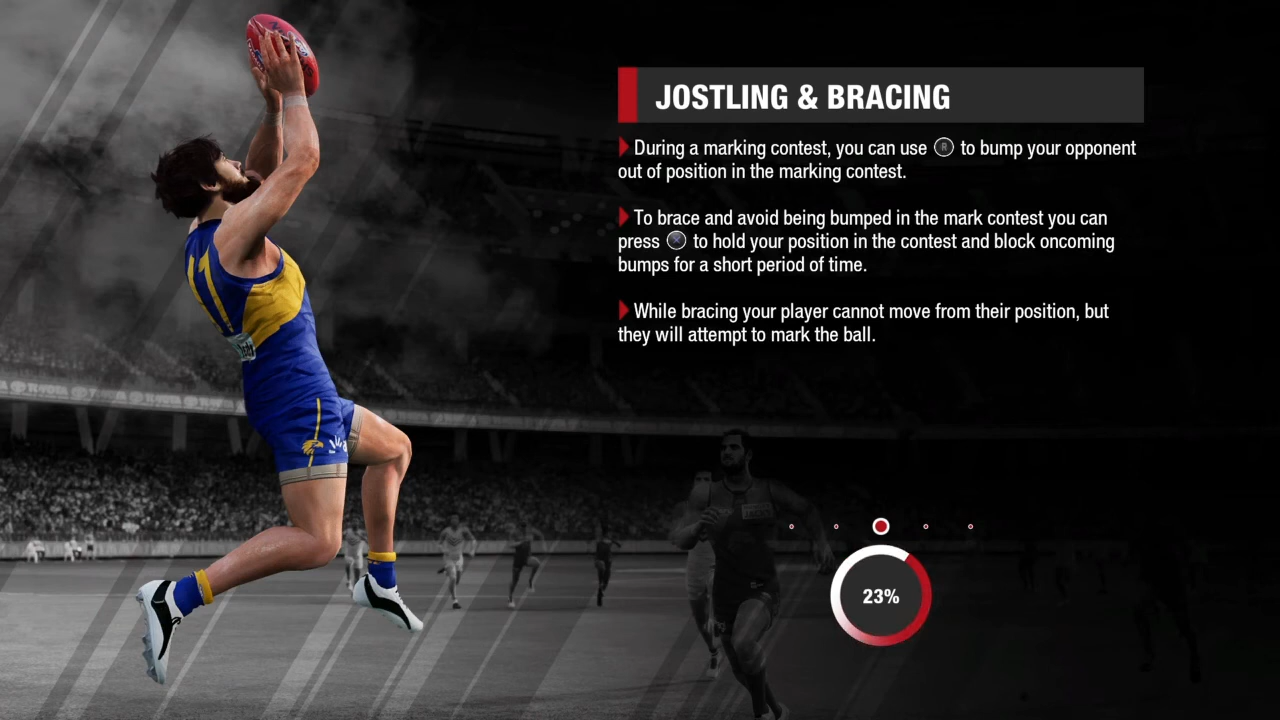 JOSTLING & BRACING
During a marking contest, you can use R to bump your opponent
out of position in the marking contest.
To brace and avoid being bumped in the mark contest you can
press X to hold your position in the contest and block oncoming
bumps for a short period of time.
While bracing your player cannot move from their position, but
they will attempt to mark the ball.
23%
11